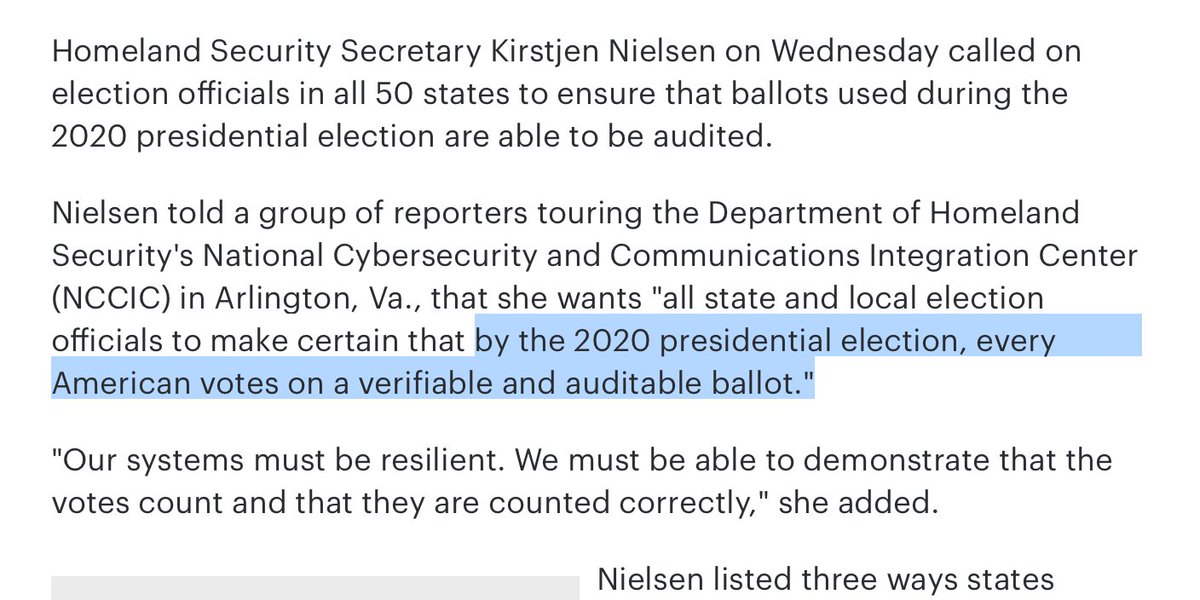 Homeland Security Secretary Kirstjen Nielsen on Wednesday called on
election officials in all 50 states to ensure that ballots used during the
2020 presidential election are able to be audited.
Nielsen told a group of reporters touring the Department of Homeland
Security's National Cybersecurity and Communications Integration Center
(NCCIC) in Arlington, Va., that she wants "all state and local election
officials to make certain that by the 2020 presidential election, every
American votes on a verifiable and auditable ballot."
"Our systems must be resilient. We must be able to demonstrate that the
votes count and that they are counted correctly," she added.
Nielsen listed three ways states